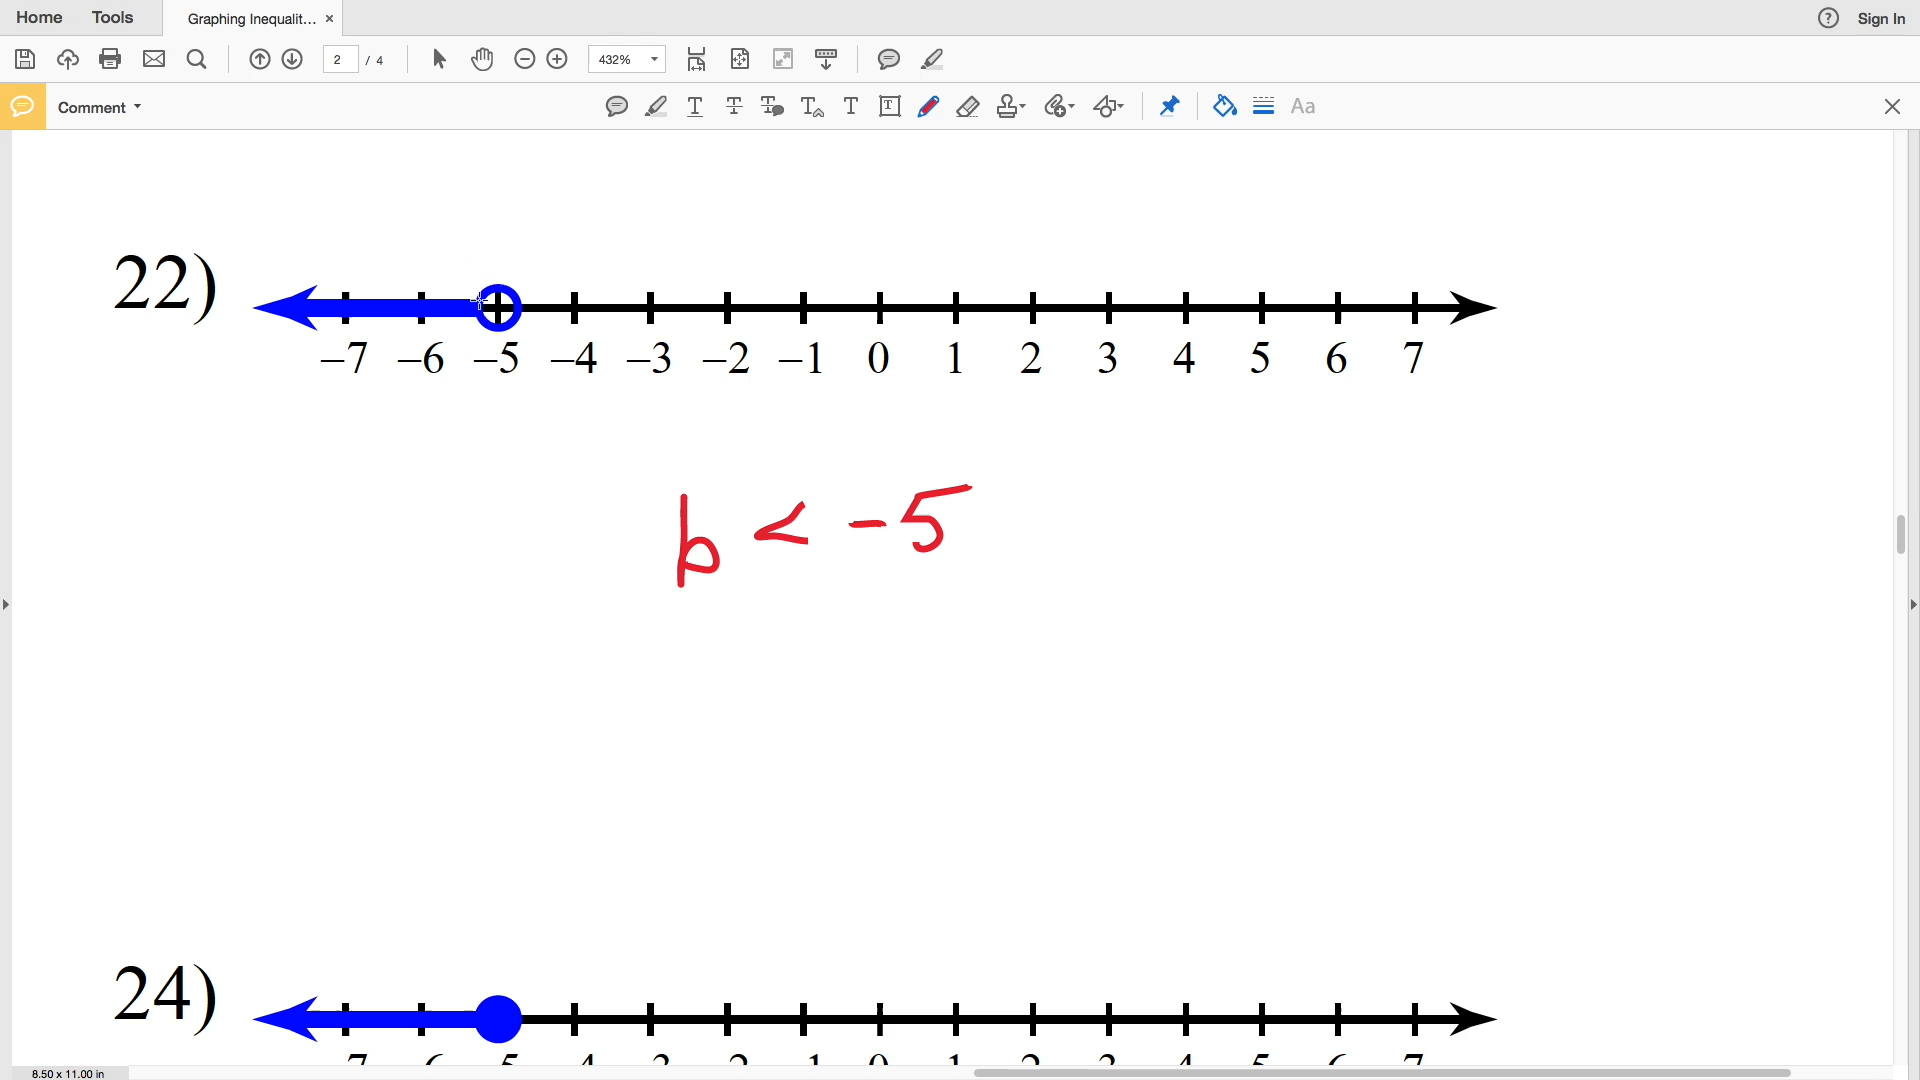 Home Tools Graphing Inequalit... × ? Sign In
2 / 4 432%
Comment T T T T T T Aa
22)
–7 –6 –5 –4 –3 –2 –1 0 1 2 3 4 5 6 7
b < -5
24)
8.50 x 11.00 in